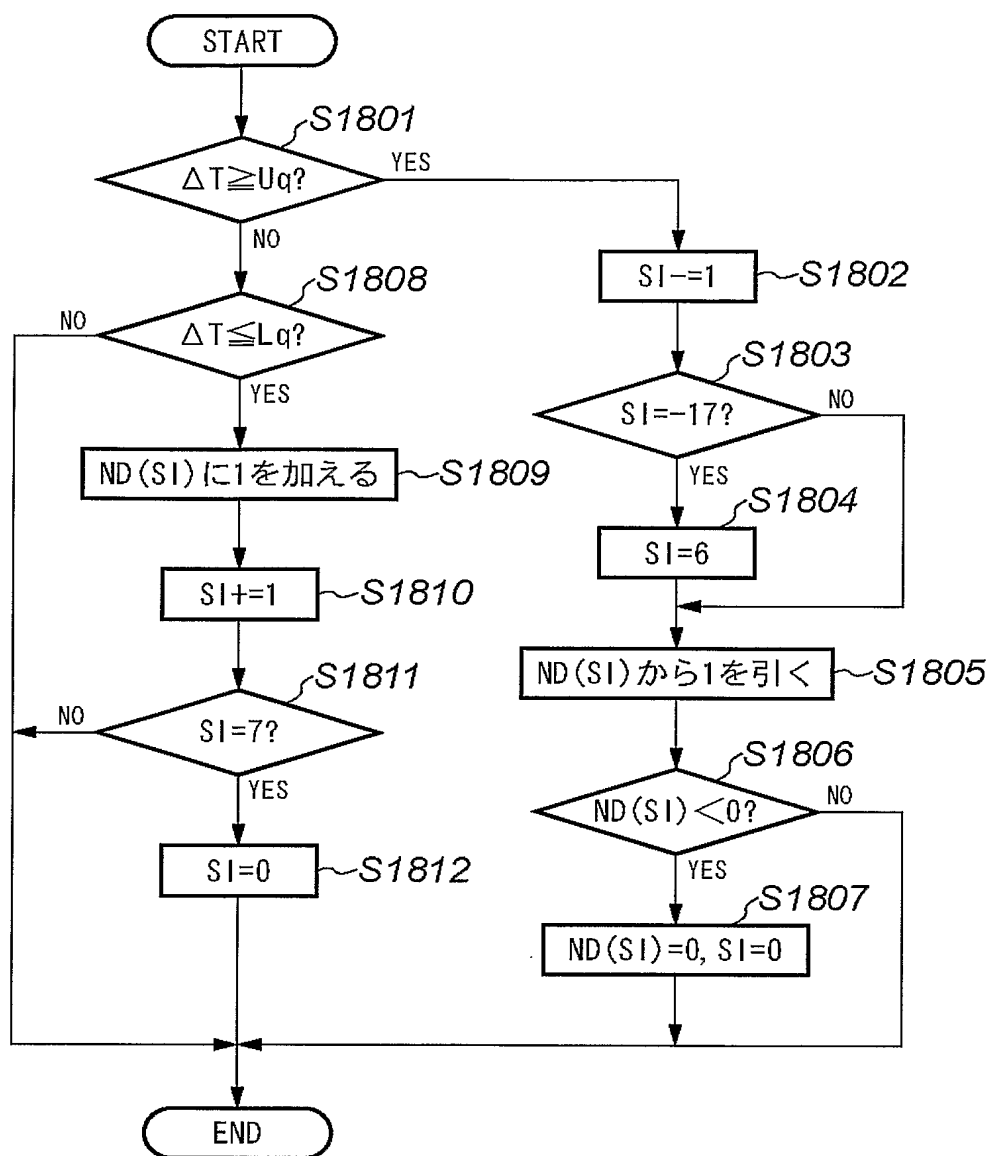 START
S1801
ΔT≧Uq?
YES
NO
S1808
ΔT≦Lq?
NO
YES
ND(SI)に1を加える
S1809
SI+=1
S1810
S1811
SI=7?
NO
YES
SI=0
S1812
SI-=1
S1802
S1803
SI=-17?
NO
YES
S1804
SI=6
ND(SI)から1を引く
S1805
S1806
ND(SI)<0?
NO
YES
S1807
ND(SI)=0, SI=0
END